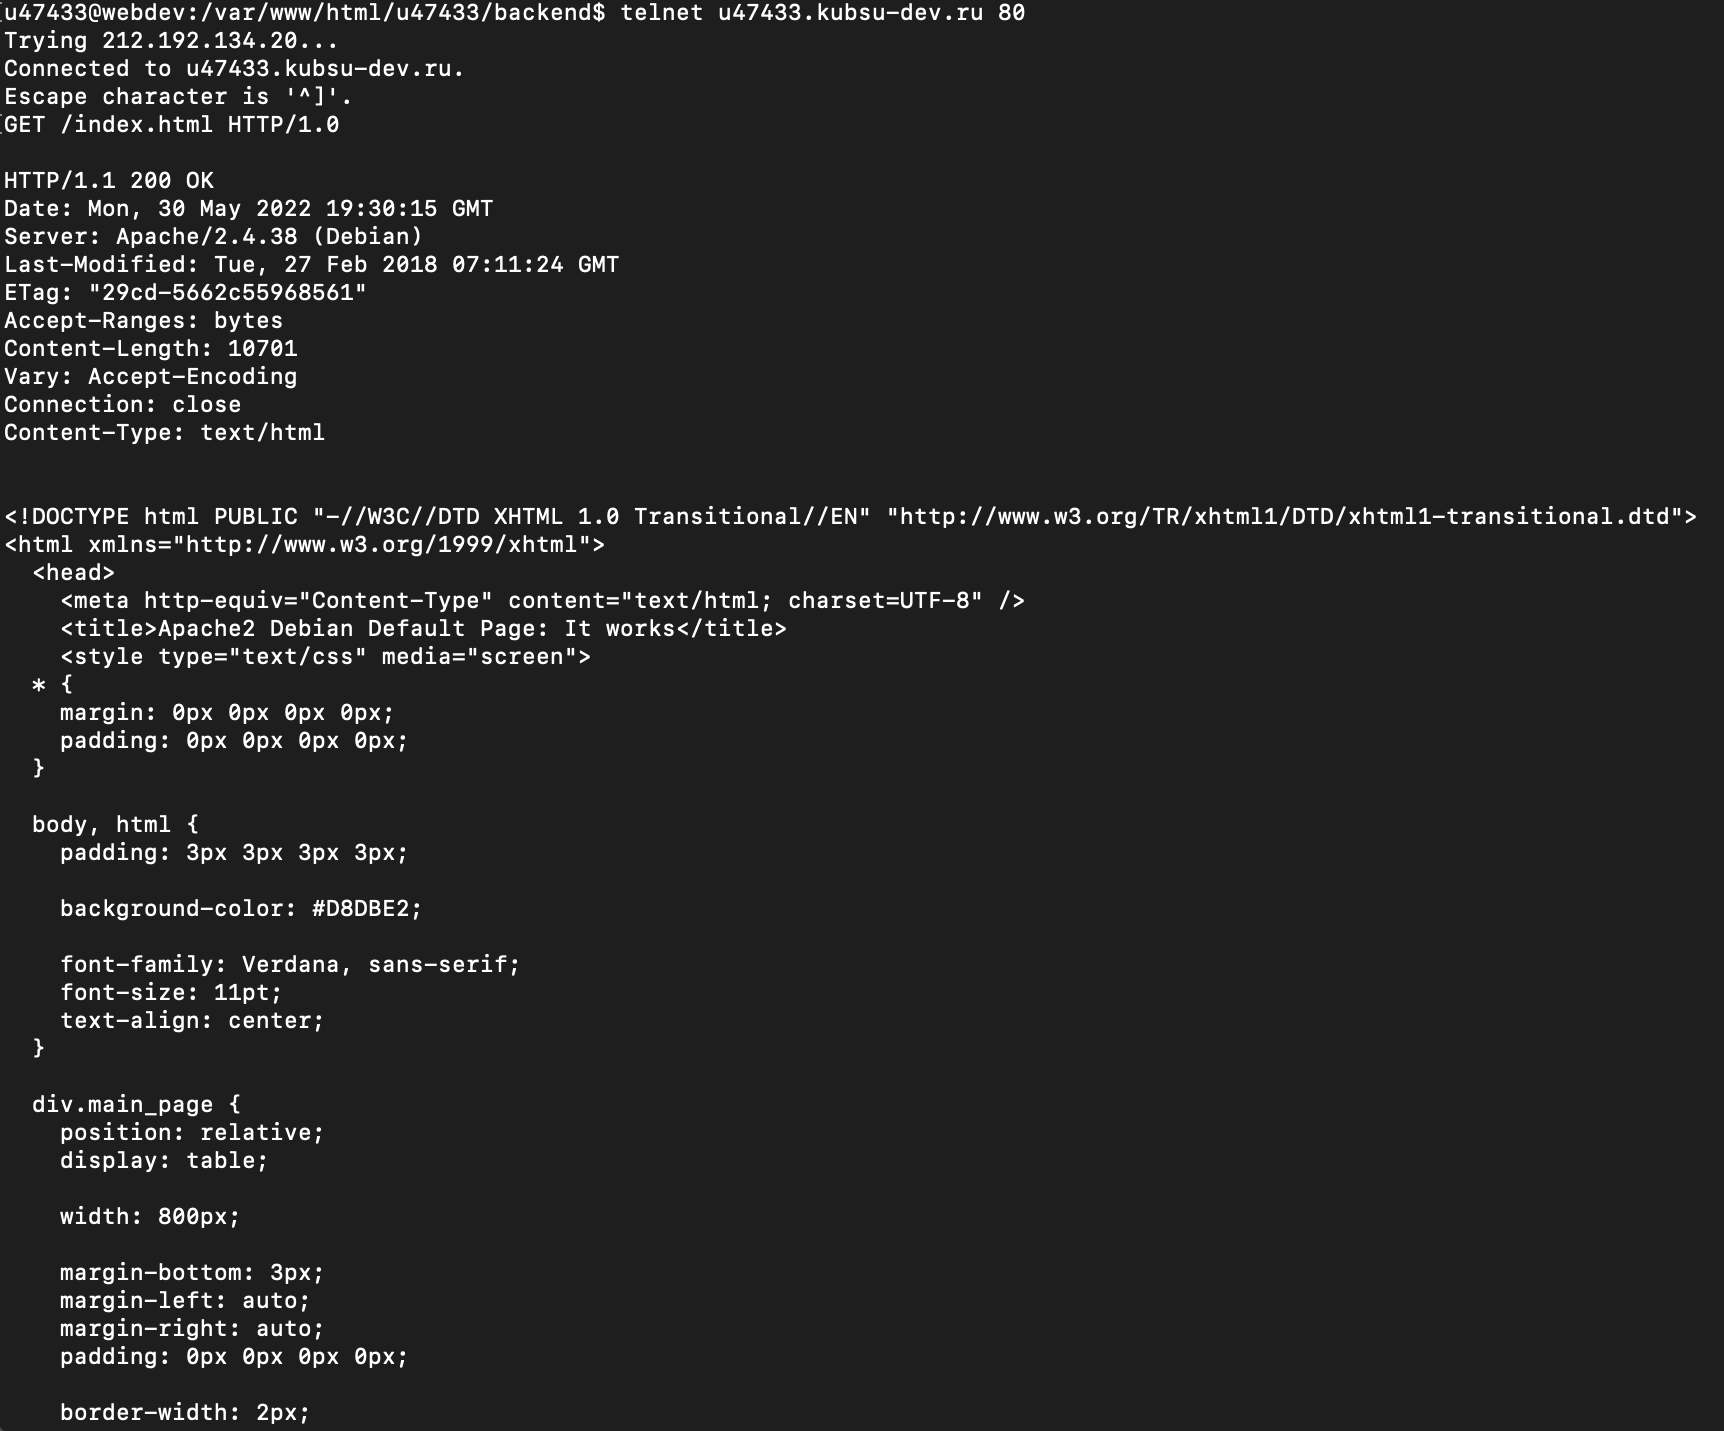 u47433@webdev:/var/www/html/u47433/backend$ telnet u47433.kubsu-dev.ru 80
Trying 212.192.134.20...
Connected to u47433.kubsu-dev.ru.
Escape character is '^]'.
GET /index.html HTTP/1.0

HTTP/1.1 200 OK
Date: Mon, 30 May 2022 19:30:15 GMT
Server: Apache/2.4.38 (Debian)
Last-Modified: Tue, 27 Feb 2018 07:11:24 GMT
ETag: "29cd-5662c55968561"
Accept-Ranges: bytes
Content-Length: 10701
Vary: Accept-Encoding
Connection: close
Content-Type: text/html


<!DOCTYPE html PUBLIC "-//W3C//DTD XHTML 1.0 Transitional//EN" "http://www.w3.org/TR/xhtml1/DTD/xhtml1-transitional.dtd">
<html xmlns="http://www.w3.org/1999/xhtml">
  <head>
    <meta http-equiv="Content-Type" content="text/html; charset=UTF-8" />
    <title>Apache2 Debian Default Page: It works</title>
    <style type="text/css" media="screen">
  * {
    margin: 0px 0px 0px 0px;
    padding: 0px 0px 0px 0px;
  }

  body, html {
    padding: 3px 3px 3px 3px;

    background-color: #D8DBE2;

    font-family: Verdana, sans-serif;
    font-size: 11pt;
    text-align: center;
  }

  div.main_page {
    position: relative;
    display: table;

    width: 800px;

    margin-bottom: 3px;
    margin-left: auto;
    margin-right: auto;
    padding: 0px 0px 0px 0px;

    border-width: 2px;